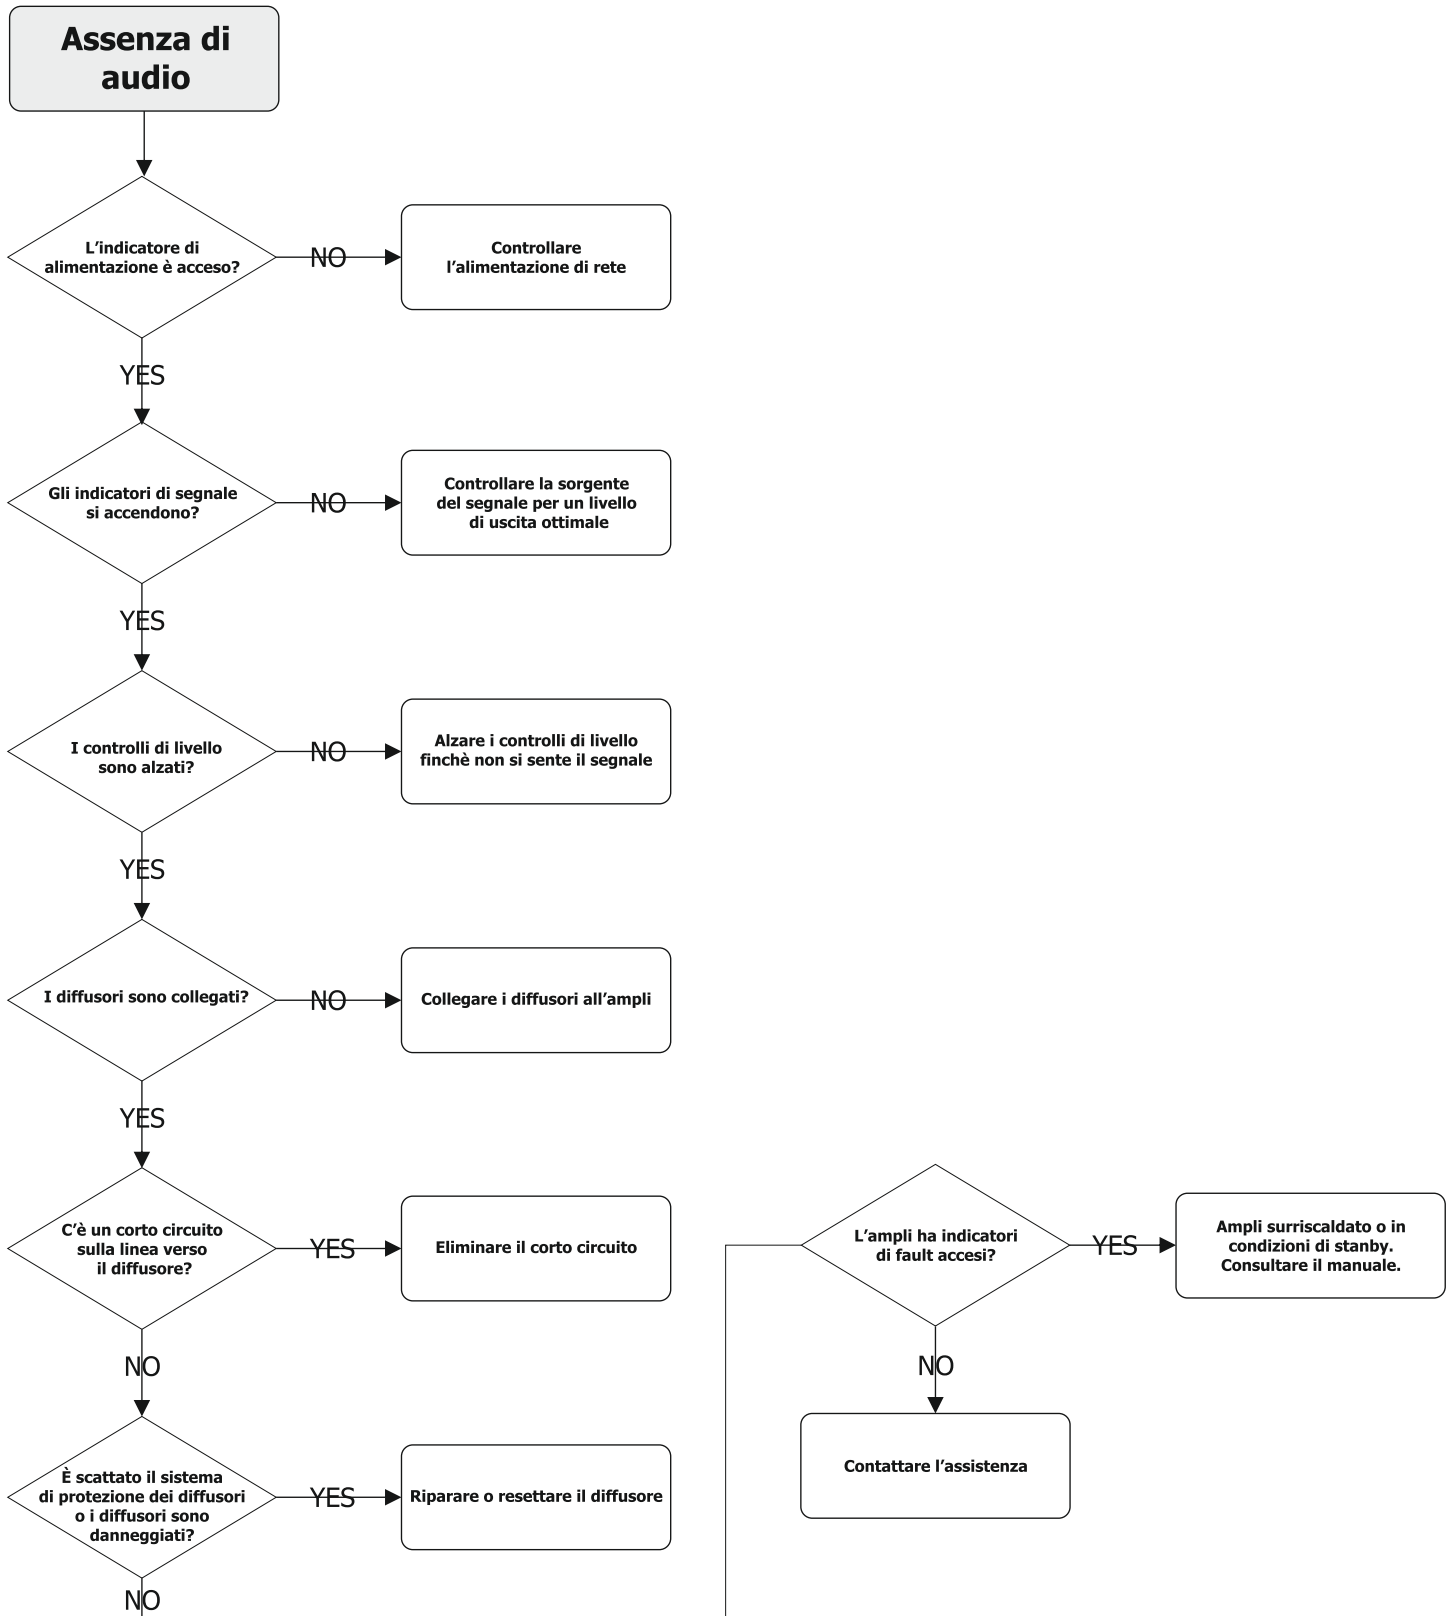 Assenza di
audio
L'indicatore di
alimentazione è acceso?
NO
Controllare
l'alimentazione di rete
YES
Gli indicatori di segnale
si accendono?
NO
Controllare la sorgente
del segnale per un livello
di uscita ottimale
YES
I controlli di livello
sono alzati?
NO
Alzare i controlli di livello
finchè non si sente il segnale
YES
I diffusori sono collegati?
NO
Collegare i diffusori all'ampli
YES
C'è un corto circuito
sulla linea verso
il diffusore?
YES
Eliminare il corto circuito
NO
È scattato il sistema
di protezione dei diffusori
o i diffusori sono
danneggiati?
YES
Riparare o resettare il diffusore
NO
L'ampli ha indicatori
di fault accesi?
YES
Ampli surriscaldato o in
condizioni di stanby.
Consultare il manuale.
NO
Contattare l'assistenza